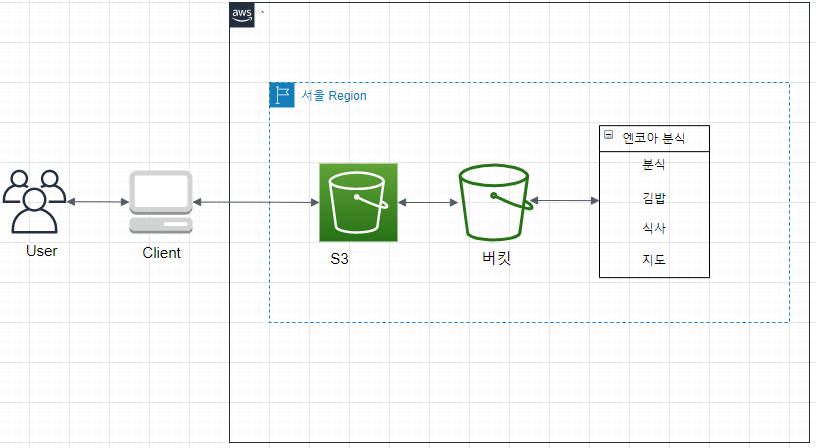 aws
`
서울 Region
엔코아 분식
분식
김밥
식사
지도
User
Client
S3
버킷